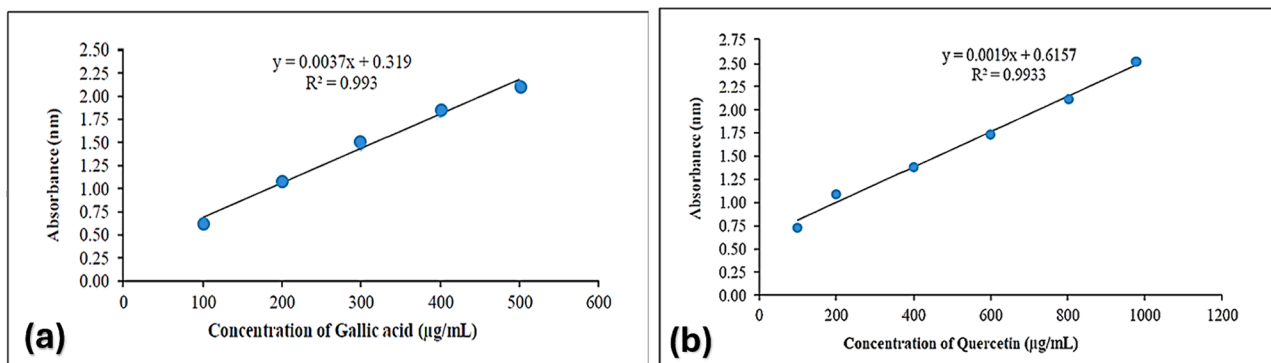 y = 0.0037x + 0.319
R² = 0.993
Absorbance (nm)
2.50
2.25
2.00
1.75
1.50
1.25
1.00
0.75
0.50
0.25
0.00
0 100 200 300 400 500 600
Concentration of Gallic acid (µg/mL)
(a)
y = 0.0019x + 0.6157
R² = 0.9933
Absorbance (nm)
2.75
2.50
2.25
2.00
1.75
1.50
1.25
1.00
0.75
0.50
0.25
0.00
0 200 400 600 800 1000 1200
Concentration of Quercetin (µg/mL)
(b)